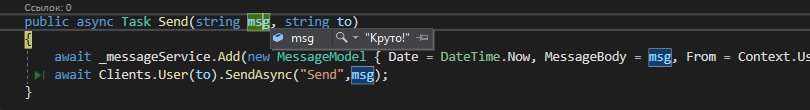 Ссылок: 0
public async Task Send(string msg, string to)
msg "Круто!"
{
await _messageService.Add(new MessageModel { Date = DateTime.Now, MessageBody = msg, From = Context.Us
await Clients.User(to).SendAsync("Send",msg);
}